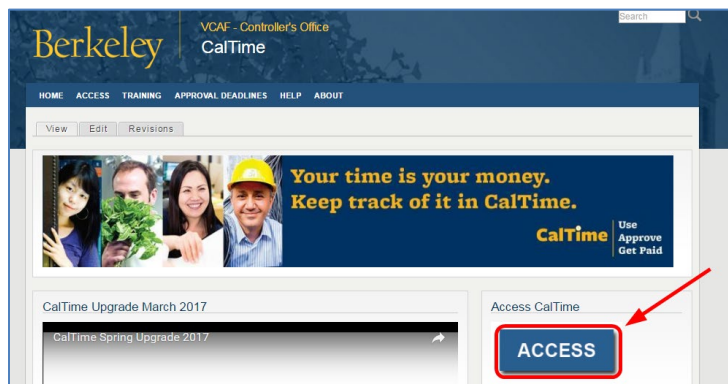 Search
Berkeley
VCAF - Controller's Office
CalTime
HOME ACCESS TRAINING APPROVAL DEADLINES HELP ABOUT
View Edit Revisions
Your time is your money.
Keep track of it in CalTime.
CalTime
Use
Approve
Get Paid
CalTime Upgrade March 2017
CalTime Spring Upgrade 2017
Access CalTime
ACCESS